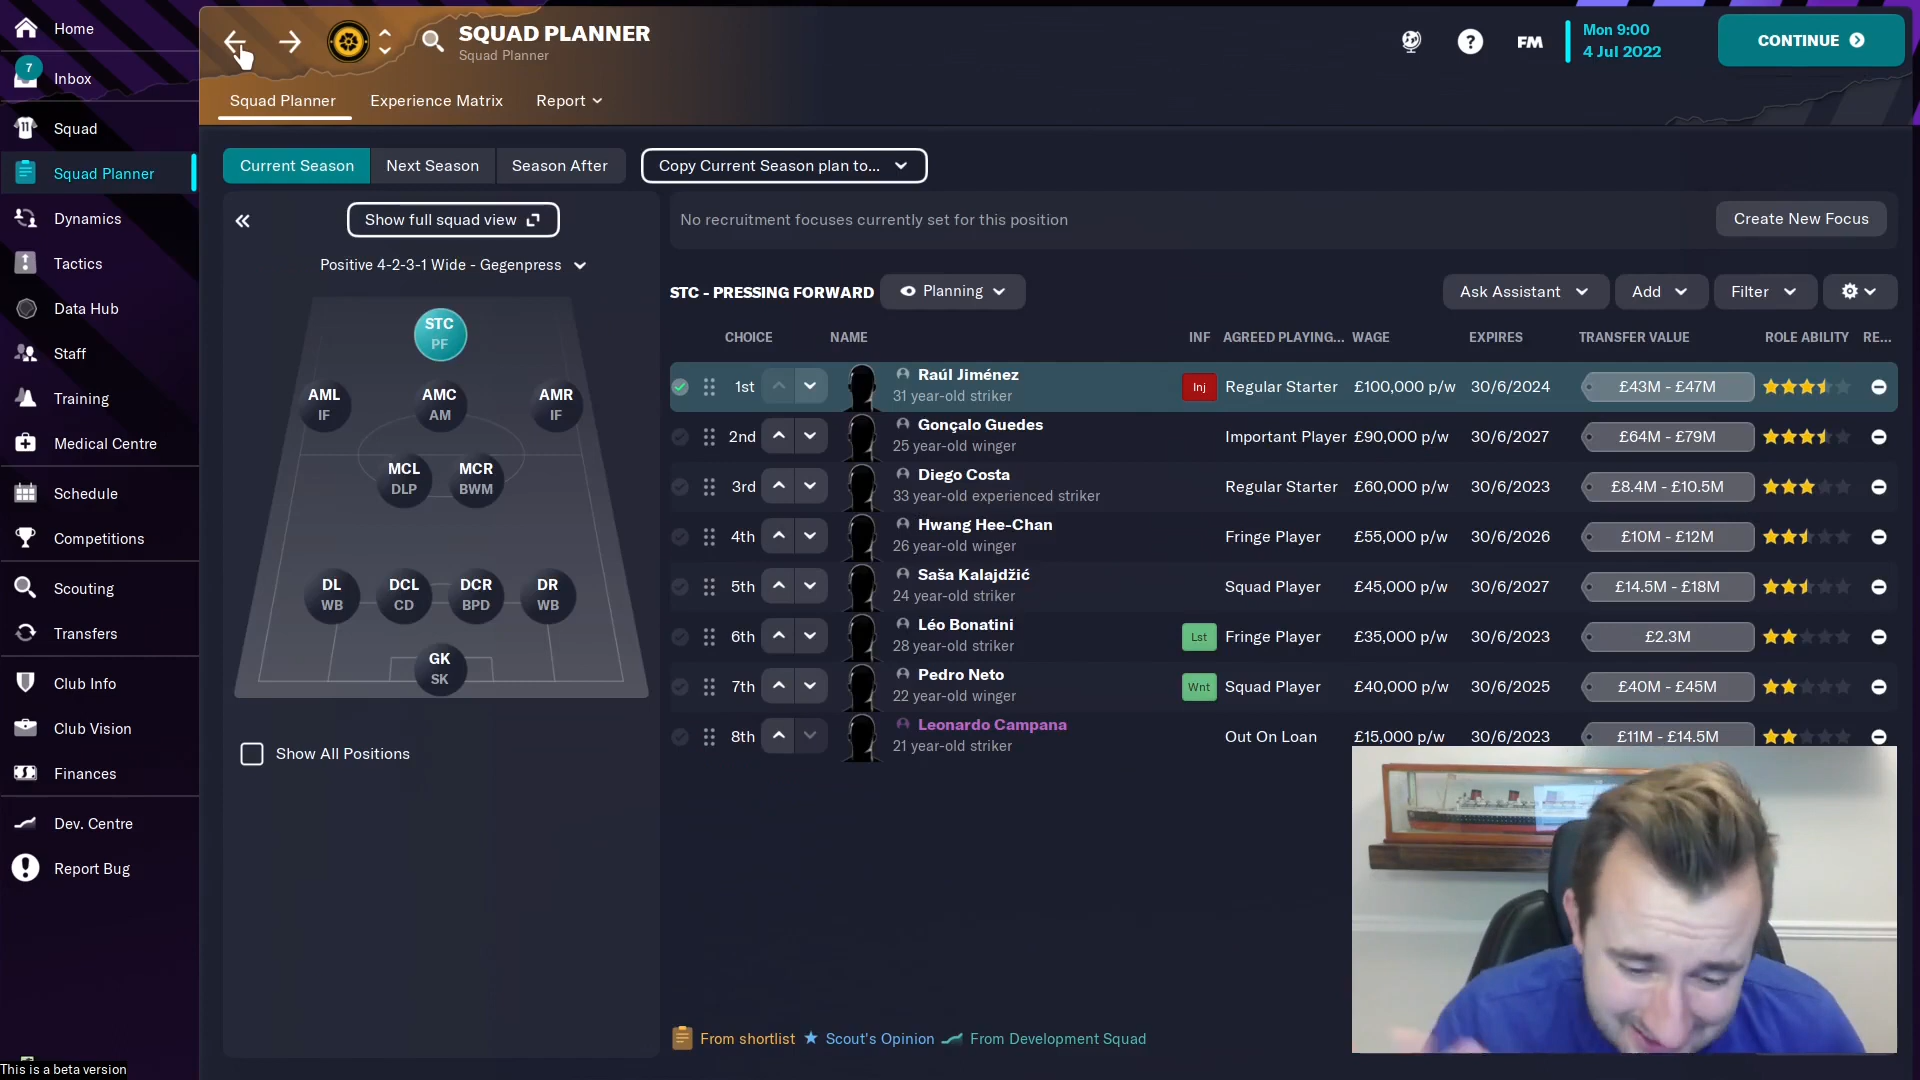 Home
7
Inbox
11
Squad
Squad Planner
Dynamics
Tactics
Data Hub
Staff
Training
Medical Centre
Schedule
Competitions
Scouting
Transfers
Club Info
Club Vision
Finances
Dev. Centre
Report Bug
This is a beta version
SQUAD PLANNER
Squad Planner
?
FM
Mon 9:00
4 Jul 2022
CONTINUE
Squad Planner Experience Matrix Report
Current Season Next Season Season After Copy Current Season plan to...
Show full squad view
Positive 4-2-3-1 Wide - Gegenpress
STC
PF
AML AMC AMR
IF AM IF
MCL MCR
DLP BWM
DL DCL DCR DR
WB CD BPD WB
GK
SK
Show All Positions
No recruitment focuses currently set for this position Create New Focus
STC - PRESSING FORWARD Planning Ask Assistant Add Filter
CHOICE NAME INF AGREED PLAYING... WAGE EXPIRES TRANSFER VALUE ROLE ABILITY RE...
1st Raúl Jiménez Inj Regular Starter £100,000 p/w 30/6/2024 £43M - £47M
31 year-old striker
2nd Gonçalo Guedes Important Player £90,000 p/w 30/6/2027 £64M - £79M
25 year-old winger
3rd Diego Costa Regular Starter £60,000 p/w 30/6/2023 £8.4M - £10.5M
33 year-old experienced striker
4th Hwang Hee-Chan Fringe Player £55,000 p/w 30/6/2026 £10M - £12M
26 year-old winger
5th Saša Kalajdžić Squad Player £45,000 p/w 30/6/2027 £14.5M - £18M
24 year-old striker
6th Léo Bonatini Lst Fringe Player £35,000 p/w 30/6/2023 £2.3M
28 year-old striker
7th Pedro Neto Wnt Squad Player £40,000 p/w 30/6/2025 £40M - £45M
22 year-old winger
8th Leonardo Campana Out On Loan £15,000 p/w 30/6/2023 £11M - £14.5M
21 year-old striker
From shortlist Scout's Opinion From Development Squad